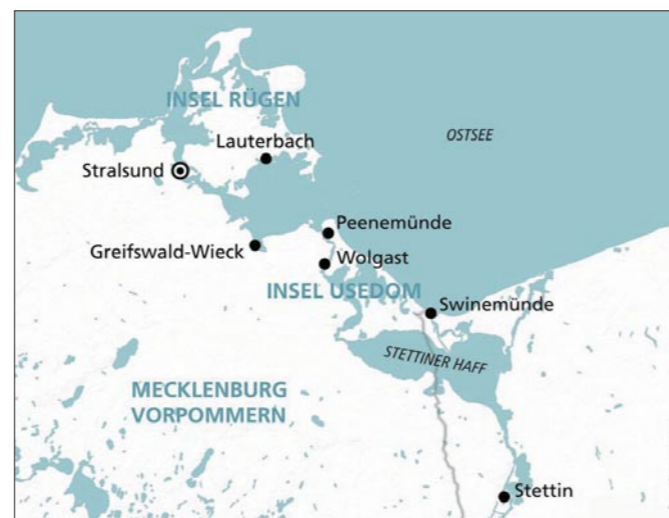 INSEL RÜGEN
OSTSEE
Lauterbach
Stralsund
Peenemünde
Greifswald-Wieck
Wolgast
INSEL USEDOM
Swinemünde
STETTINER HAFF
MECKLENBURG
VORPOMMERN
Stettin